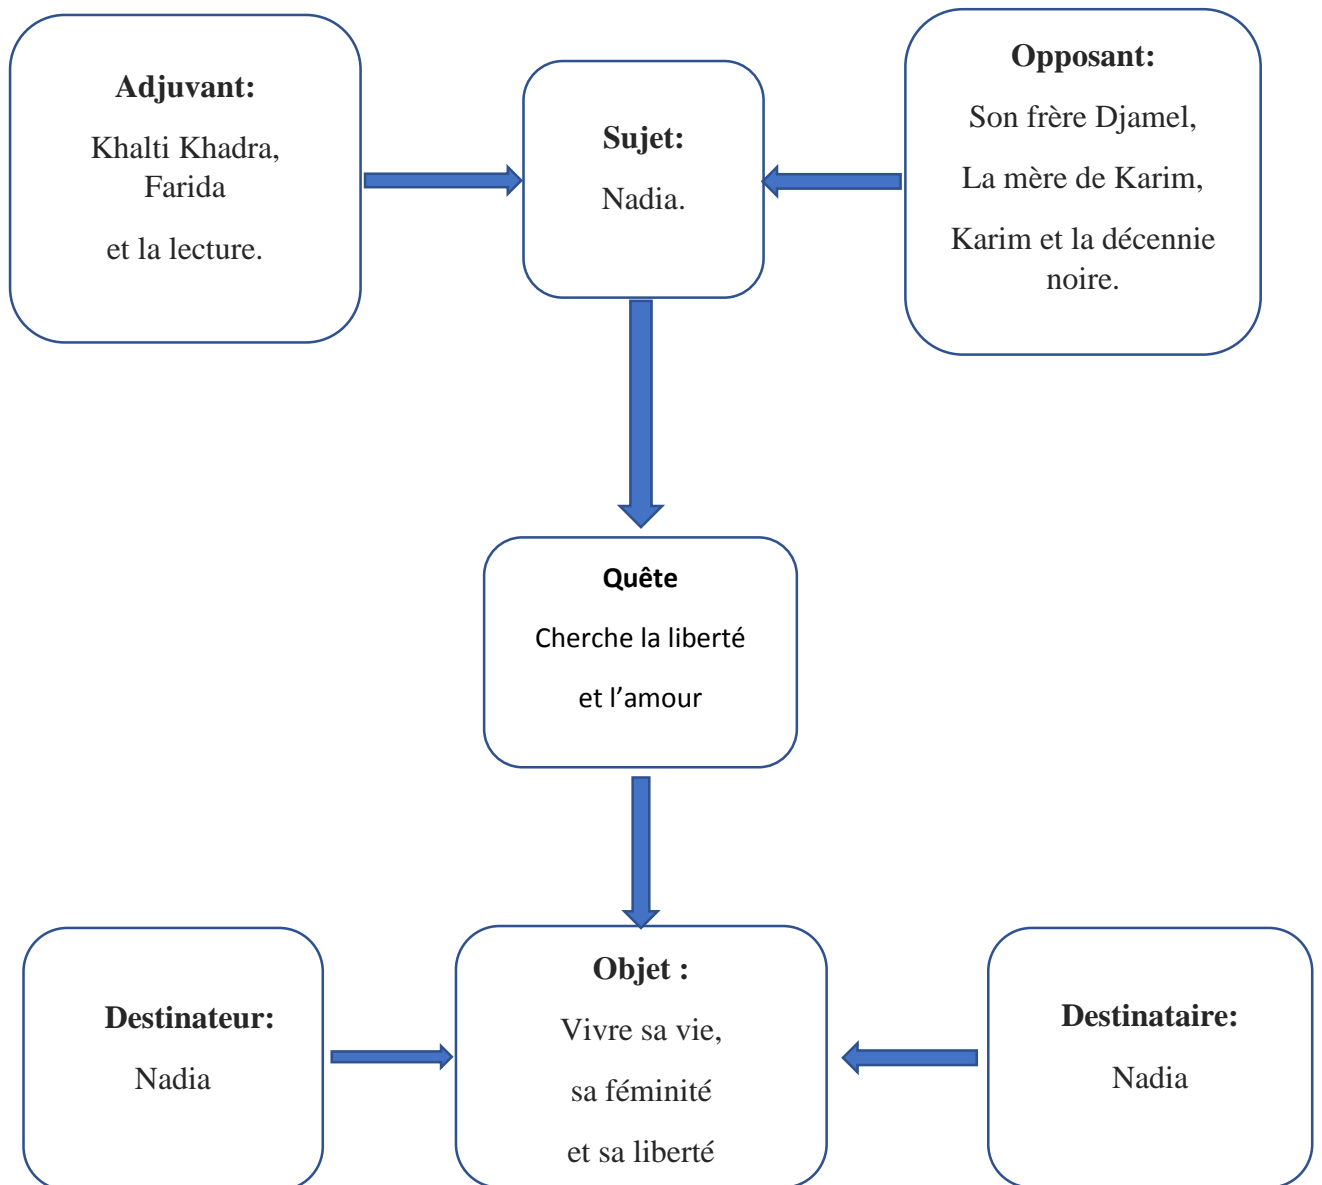 Adjuvant:
Khalti Khadra,
Farida
et la lecture.
Sujet:
Nadia.
Opposant:
Son frère Djamel,
La mère de Karim,
Karim et la décennie
noire.
Quête
Cherche la liberté
et l’amour
Destinateur:
Nadia
Objet :
Vivre sa vie,
sa féminité
et sa liberté
Destinataire:
Nadia